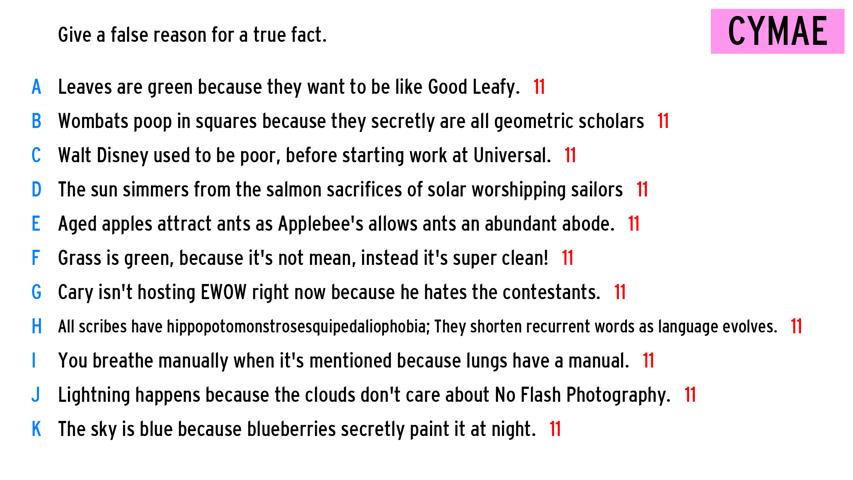 Give a false reason for a true fact.
CYMAE
A Leaves are green because they want to be like Good Leafy. 11
B Wombats poop in squares because they secretly are all geometric scholars 11
C Walt Disney used to be poor, before starting work at Universal. 11
D The sun simmers from the salmon sacrifices of solar worshipping sailors 11
E Aged apples attract ants as Applebee's allows ants an abundant abode. 11
F Grass is green, because it's not mean, instead it's super clean! 11
G Cary isn't hosting EWOW right now because he hates the contestants. 11
H All scribes have hippopotomonstrosesquipedaliophobia; They shorten recurrent words as language evolves. 11
I You breathe manually when it's mentioned because lungs have a manual. 11
J Lightning happens because the clouds don't care about No Flash Photography. 11
K The sky is blue because blueberries secretly paint it at night. 11